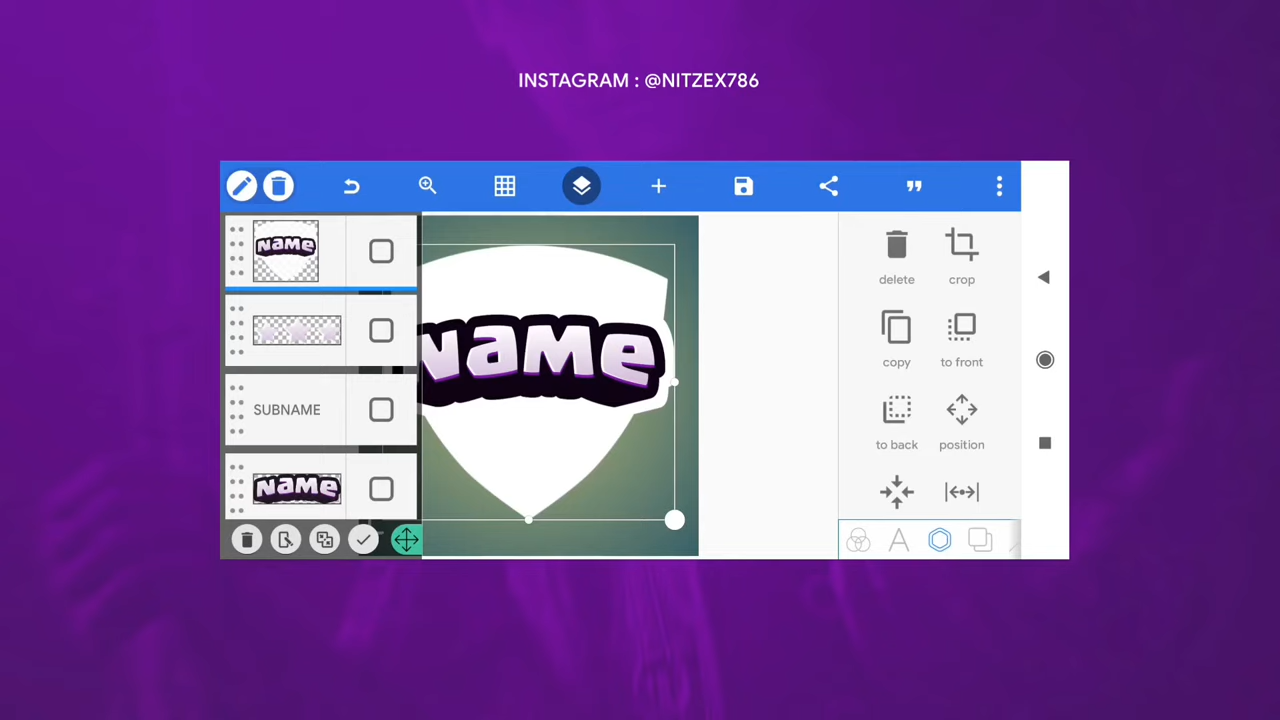 INSTAGRAM : @NITZEX786
NAME
SUBNAME
NAME
NAME
delete
crop
copy
to front
to back
position
A